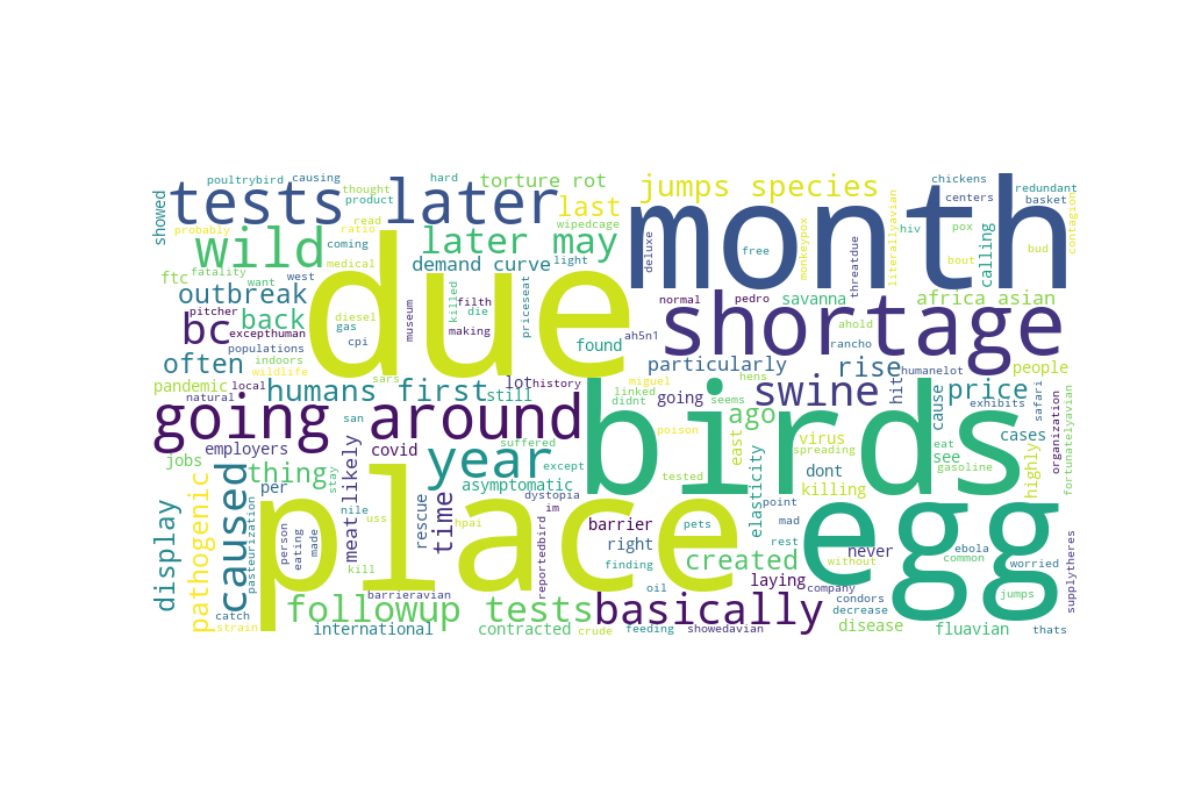 poultrybird causing hard torture rot jumps species chickens redundant
tests later thought product last centers basket
showed month
probably read ratio wipedcage
wild later may deluxe free monkeypox literallyavian hiv pox calling bud contagion
coming
ftc fatality want medical demand curve light west due bout
outbreak museum filth killed die priceseat normal pedro savanna threatdue africa asian
pitcher back diesel shortage ahold
bc excepthuman gas making found ah5n1 rancho
populations cpi
often indoors particularly rise humanelot people
wildlife sars
pandemic local humans first lot history miguel hens swine hit price exhibits
natural still linked going cause safari
going around san birds didnt seems ago organization
employers covid suffered poison east virus cases fortunatelyavian
jobs year except spreading eat see highly
thing stay meat likely tested dont gasoline
per asymptomatic elasticity killing
display pathogenic caused pasteurization nile uss rescue time dystopia place point egg
person eating made hpai im barrier pets mad never ebola
reportedbird right rest common worried supplytheres
kill finding created without
barrieravian oil laying company jumps
catch followup tests basically condors decrease
strain international contracted crude feeding showedavian disease fluavian thats